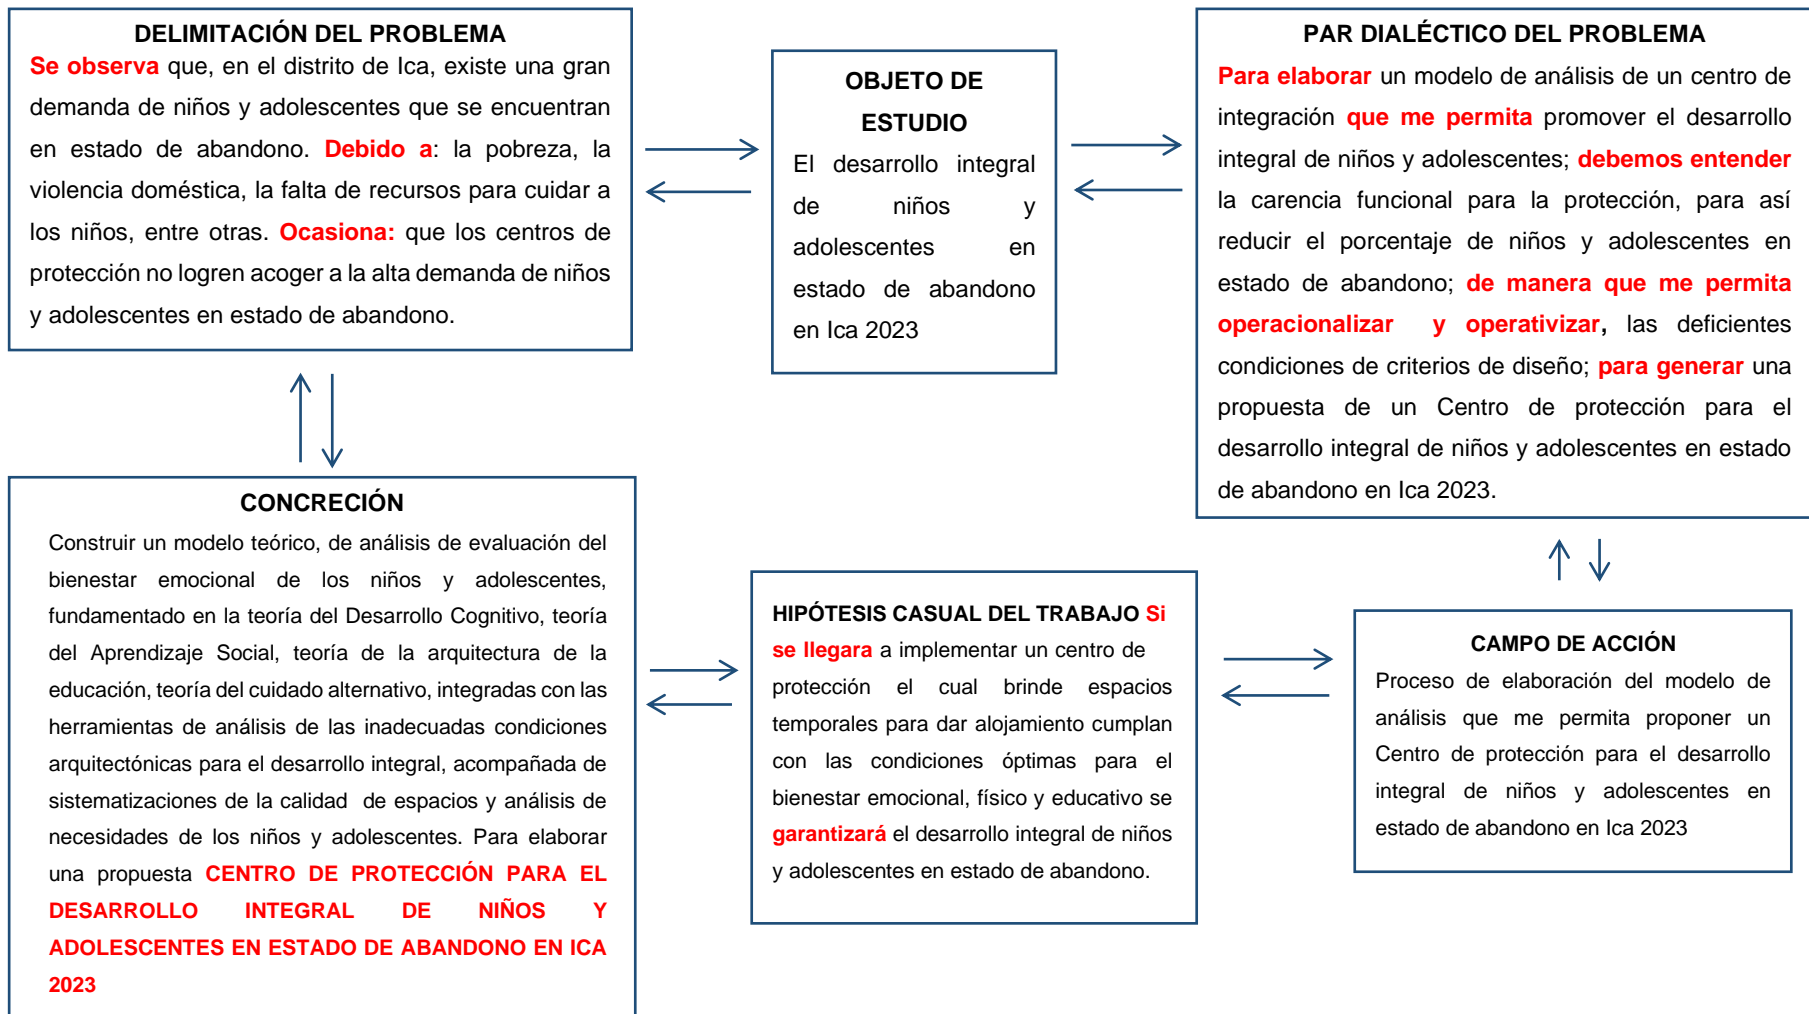 DELIMITACIÓN DEL PROBLEMA
Se observa que, en el distrito de Ica, existe una gran
demanda de niños y adolescentes que se encuentran
en estado de abandono. Debido a: la pobreza, la
violencia doméstica, la falta de recursos para cuidar a
los niños, entre otras. Ocasiona: que los centros de
protección no logren acoger a la alta demanda de niños
y adolescentes en estado de abandono.
OBJETO DE
ESTUDIO
El desarrollo integral
de niños y
adolescentes en
estado de abandono
en Ica 2023
PAR DIALÉCTICO DEL PROBLEMA
Para elaborar un modelo de análisis de un centro de
integración que me permita promover el desarrollo
integral de niños y adolescentes; debemos entender
la carencia funcional para la protección, para así
reducir el porcentaje de niños y adolescentes en
estado de abandono; de manera que me permita
operacionalizar y operativizar, las deficientes
condiciones de criterios de diseño; para generar una
propuesta de un Centro de protección para el
desarrollo integral de niños y adolescentes en estado
de abandono en Ica 2023.
CONCRECIÓN
Construir un modelo teórico, de análisis de evaluación del
bienestar emocional de los niños y adolescentes,
fundamentado en la teoría del Desarrollo Cognitivo, teoría
del Aprendizaje Social, teoría de la arquitectura de la
educación, teoría del cuidado alternativo, integradas con las
herramientas de análisis de las inadecuadas condiciones
arquitectónicas para el desarrollo integral, acompañada de
sistematizaciones de la calidad de espacios y análisis de
necesidades de los niños y adolescentes. Para elaborar
una propuesta CENTRO DE PROTECCIÓN PARA EL
DESARROLLO INTEGRAL DE NIÑOS Y
ADOLESCENTES EN ESTADO DE ABANDONO EN ICA
2023
HIPÓTESIS CASUAL DEL TRABAJO Si
se llegara a implementar un centro de
protección el cual brinde espacios
temporales para dar alojamiento cumplan
con las condiciones óptimas para el
bienestar emocional, físico y educativo se
garantizará el desarrollo integral de niños
y adolescentes en estado de abandono.
CAMPO DE ACCIÓN
Proceso de elaboración del modelo de
análisis que me permita proponer un
Centro de protección para el desarrollo
integral de niños y adolescentes en
estado de abandono en Ica 2023